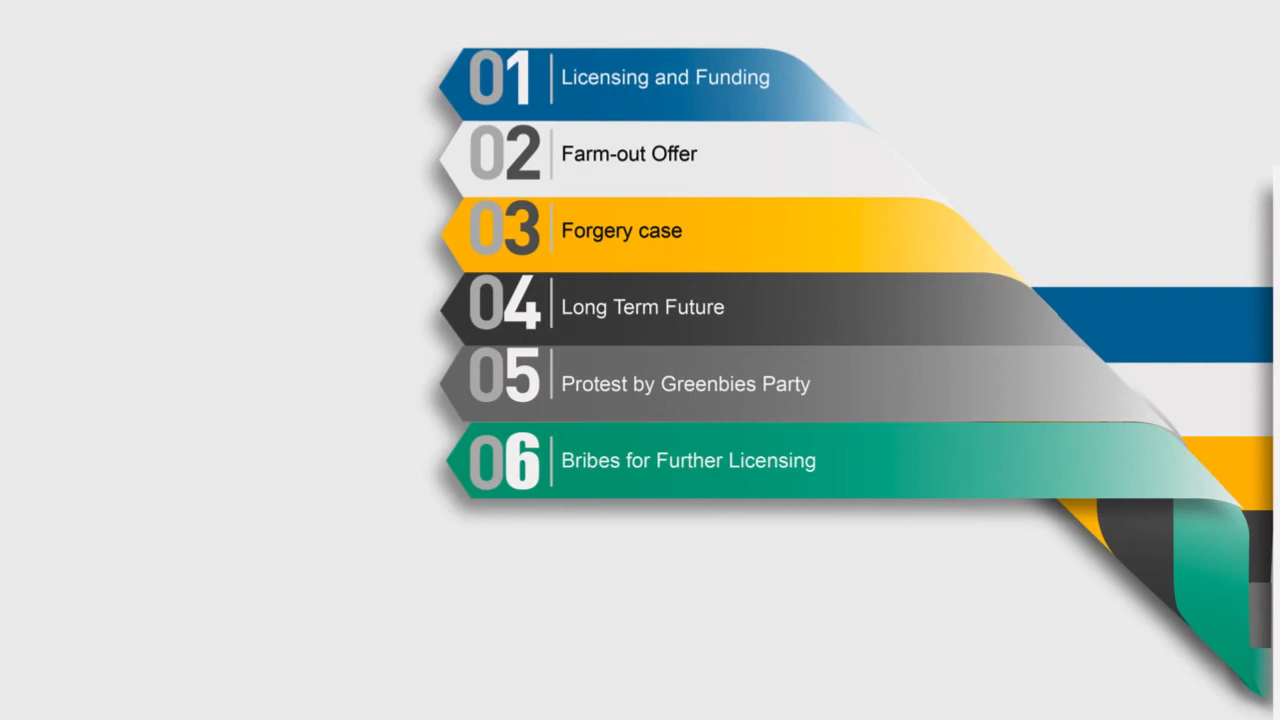 01 Licensing and Funding
02 Farm-out Offer
03 Forgery case
04 Long Term Future
05 Protest by Greenbies Party
06 Bribes for Further Licensing